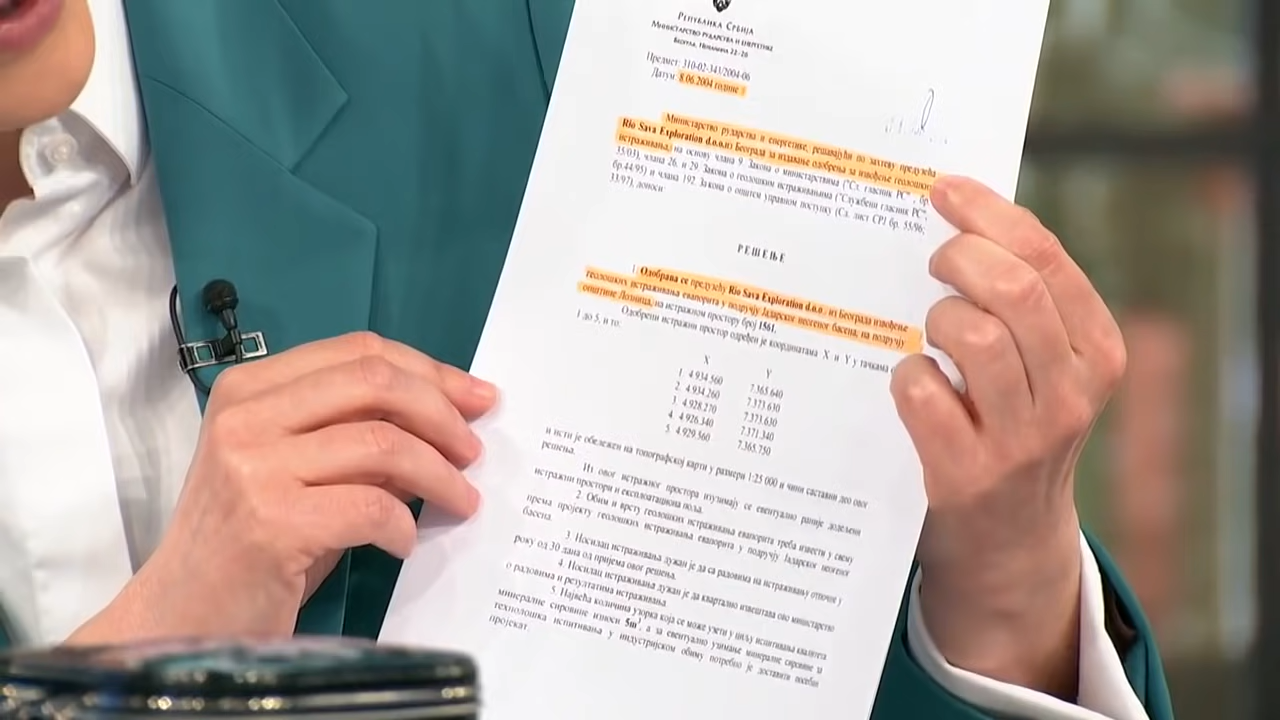 Република Србија
Министарство рударства и енергетике
Београд, Немањина 22-26
Предмет: 310-02-341/2004-06
Датум: 8.06.2004 године
Министарство рударства и енергетике, решавајући по захтеву предузећа
Rio Sava Exploration d.o.o.из Београда за издавање одобрења за извођење геолошких
истраживања, на основу члана 9 Закона о министарствима ("Сл. гласник РС" , бр.
35/03), члана 26. и 29 Закона о геолошким истраживањима ("Службени гласник РС",
бр.44/95) и члана 192 Закона о општем управном поступку (Сл. лист СРЈ бр. 55/96;
33/97), доноси
РЕШЕЊЕ
1. Одобрава се предузећу Rio Sava Exploration d.o.o. из Београда извођење
геолошких истраживања евапорита у подручју Јадарског неогеног басена, на подручју
општине Лозница, на истражном простору број 1561.
Одобрени истражни простор одређен је координатама X и Y у тачкама
1 до 5, и то:
X Y
1. 4.934.560 7.365.640
2. 4.934.260 7.373.630
3. 4.928.270 7.373.630
4. 4.926.340 7.371.340
5. 4.929.560 7.365.750
и исти је обележен на топографској карти у размери 1:25 000 и чини саставни део овог
решења.
Из овог истражног простора изузимају се евентуално раније додељени
истражни простори и експлоатациона поља.
2. Обим и врсту геолошких истраживања евапорита треба извести у свему
према пројекту геолошких истраживања евапорита у подручју Јадарског неогеног
басена.
3. Носилац истраживања дужан је да са радовима на истраживању отпочне у
року од 30 дана од пријема овог решења.
4. Носилац истраживања дужан је да квартално извештава ово министарство
о радовима и резултатима истраживања.
5. Највећа количина узорка која се може узети у циљу испитивања квалитета
минералне сировине износи 5m³, а за евентуално узимање минералне сировине за
технолошка испитивања у индустријском обиму потребно је доставити посебан
пројекат.